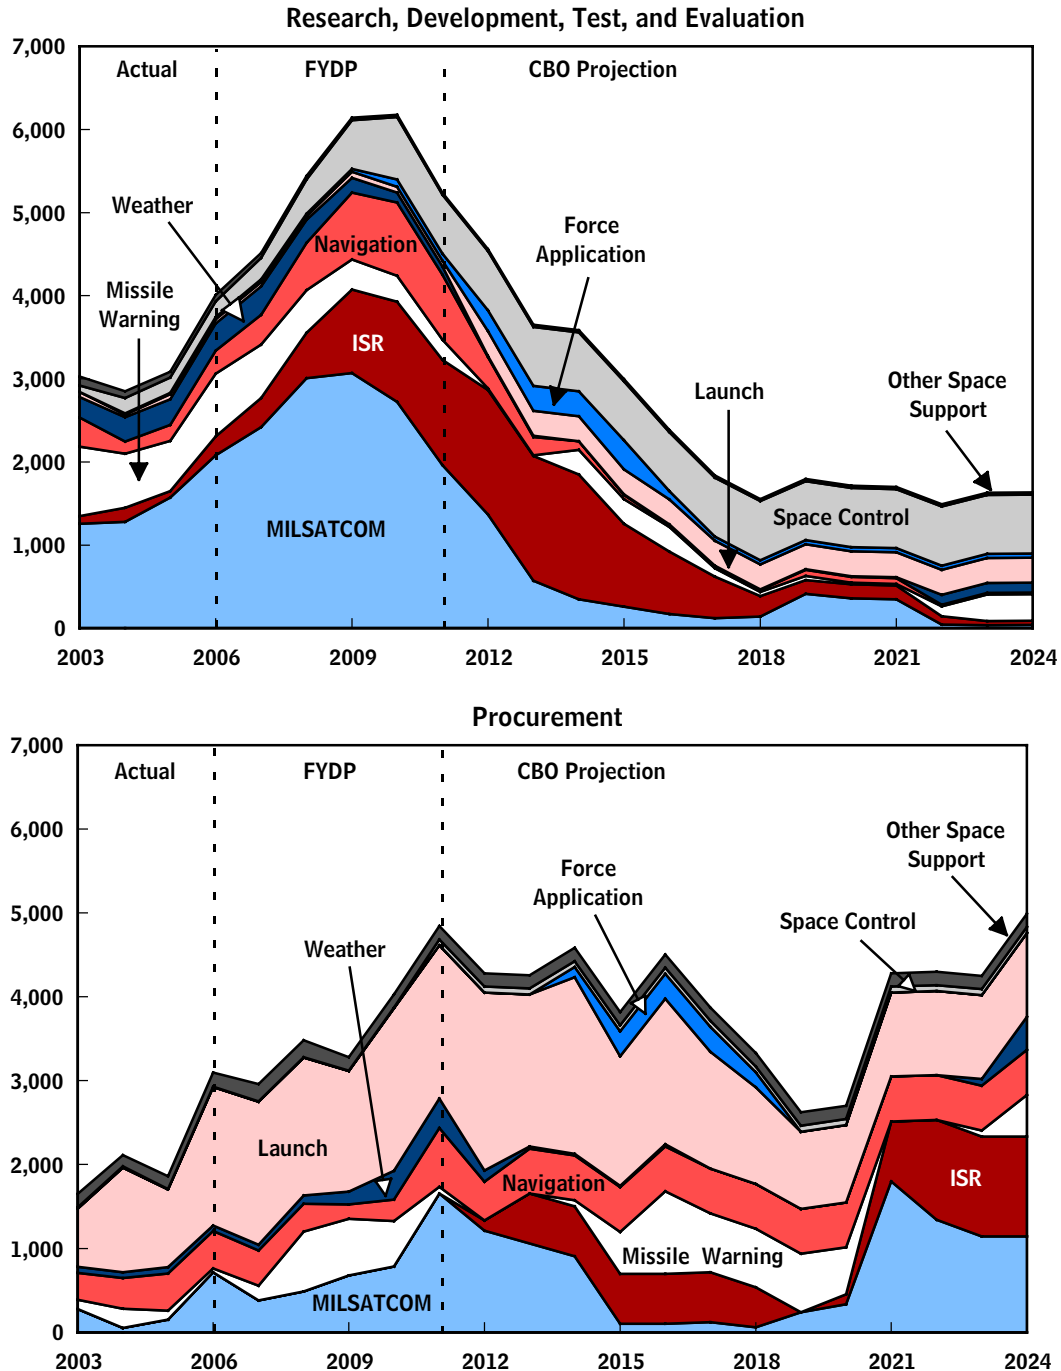 Research, Development, Test, and Evaluation
7,000
Actual
FYDP
CBO Projection
6,000
5,000
Weather
Force
Application
Navigation
4,000
Missile
Warning
ISR
3,000
Launch
Other Space
Support
2,000
MILSATCOM
Space Control
1,000
0
2003
2006
2009
2012
2015
2018
2021
2024
Procurement
7,000
Actual
FYDP
CBO Projection
6,000
Other Space
Support
Force
Application
5,000
Weather
Space Control
4,000
3,000
Launch
2,000
Navigation
ISR
Missile Warning
1,000
MILSATCOM
0
2003
2006
2009
2012
2015
2018
2021
2024